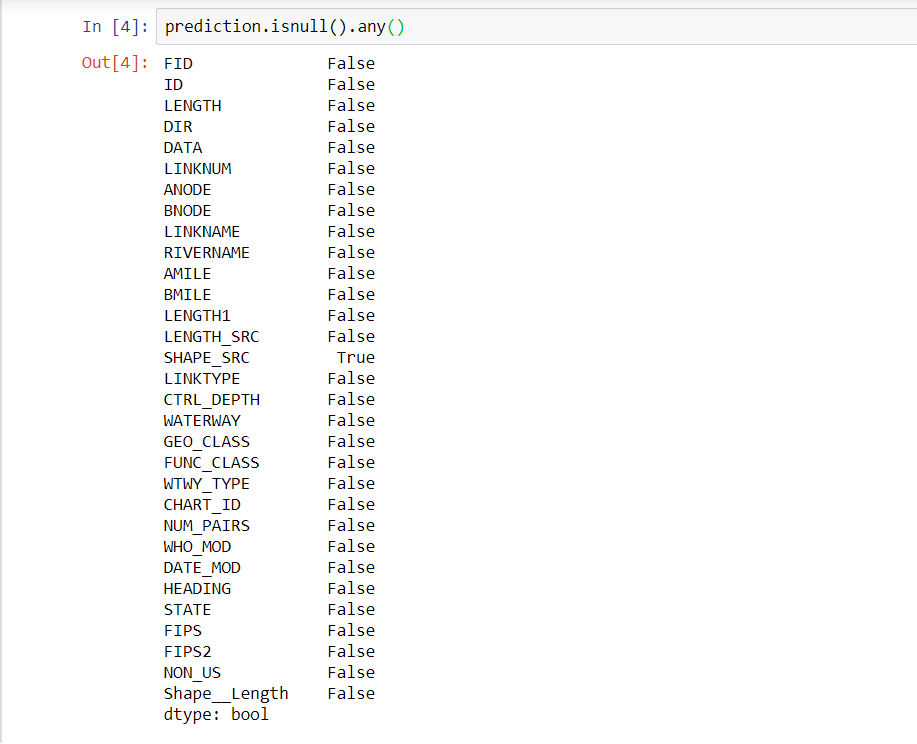 In [4]: prediction.isnull().any()
Out[4]: FID False
ID False
LENGTH False
DIR False
DATA False
LINKNUM False
ANODE False
BNODE False
LINKNAME False
RIVERNAME False
AMILE False
BMILE False
LENGTH1 False
LENGTH_SRC False
SHAPE_SRC True
LINKTYPE False
CTRL_DEPTH False
WATERWAY False
GEO_CLASS False
FUNC_CLASS False
WTWY_TYPE False
CHART_ID False
NUM_PAIRS False
WHO_MOD False
DATE_MOD False
HEADING False
STATE False
FIPS False
FIPS2 False
NON_US False
Shape__Length False
dtype: bool